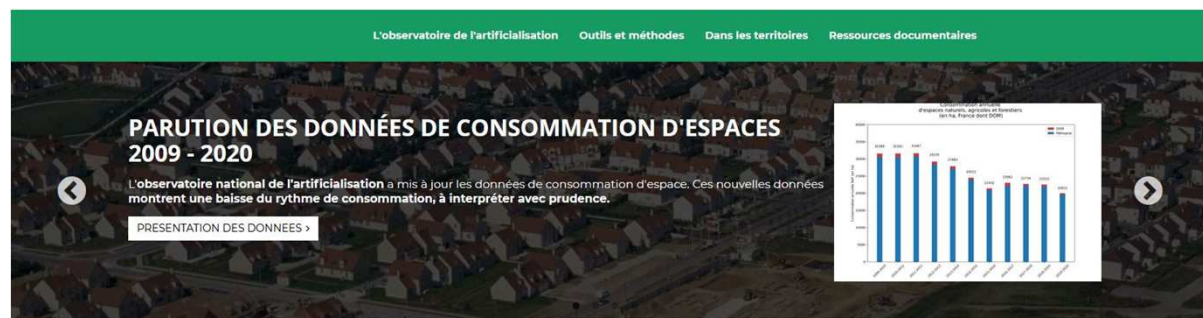 L'observatoire de l'artificialisation Outils et méthodes Dans les territoires Ressources documentaires
PARUTION DES DONNÉES DE CONSOMMATION D'ESPACES
2009 - 2020
L'observatoire national de l'artificialisation a mis à jour les données de consommation d'espace. Ces nouvelles données
montrent une baisse du rythme de consommation, à interpréter avec prudence.
PRESENTATION DES DONNEES >
Consommation annuelle
d'espaces naturels, agricoles et forestiers
(en ha, France dont DOM)